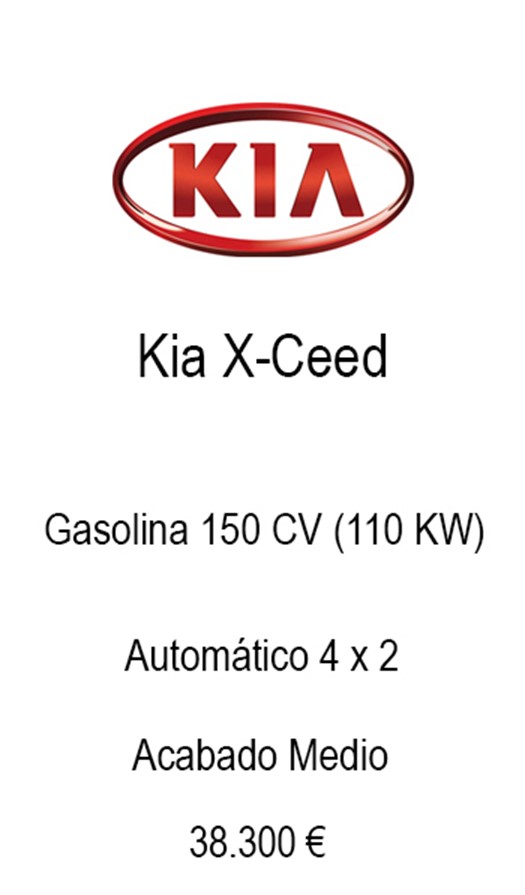 KIA
Kia X-Ceed
Gasolina 150 CV (110 KW)
Automático 4 x 2
Acabado Medio
38.300 €